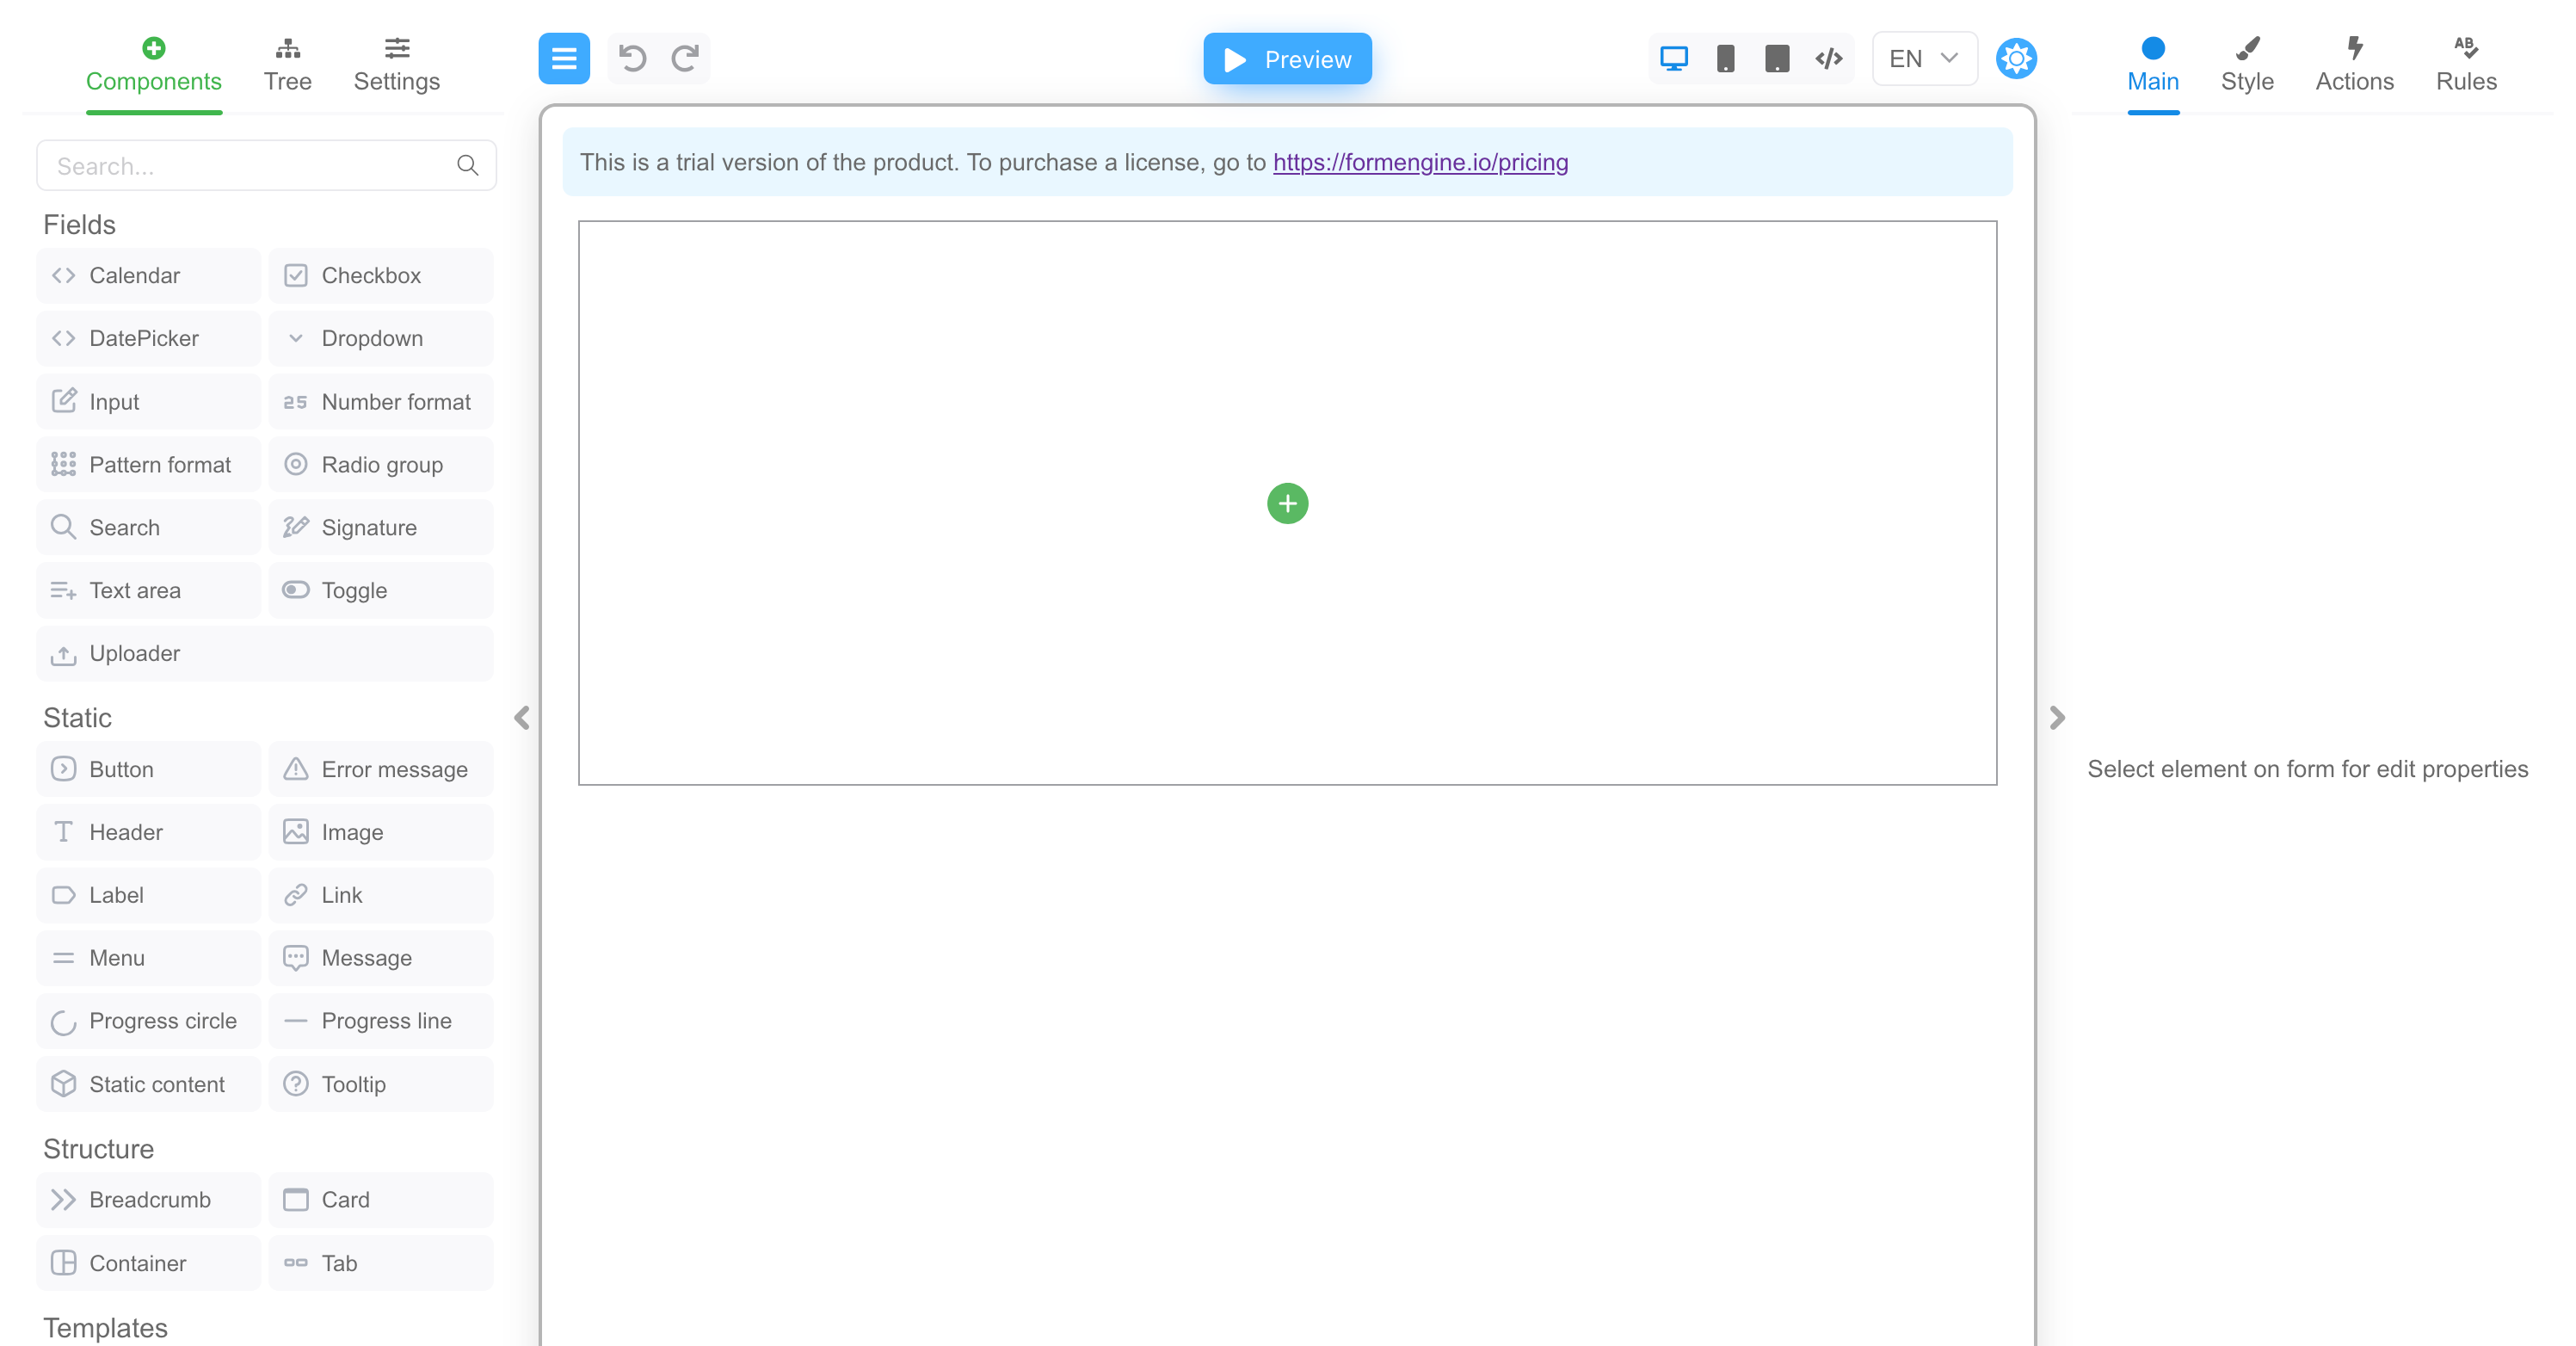 Components Tree Settings
Preview
EN
Main Style Actions Rules
Search...
This is a trial version of the product. To purchase a license, go to https://formengine.io/pricing
Fields
Calendar Checkbox
DatePicker Dropdown
Input 25 Number format
Pattern format Radio group
Search Signature
Text area Toggle
Uploader
Static
Button Error message
Header Image
Label Link
Menu Message
Progress circle Progress line
Static content Tooltip
Structure
Breadcrumb Card
Container Tab
Templates
Select element on form for edit properties